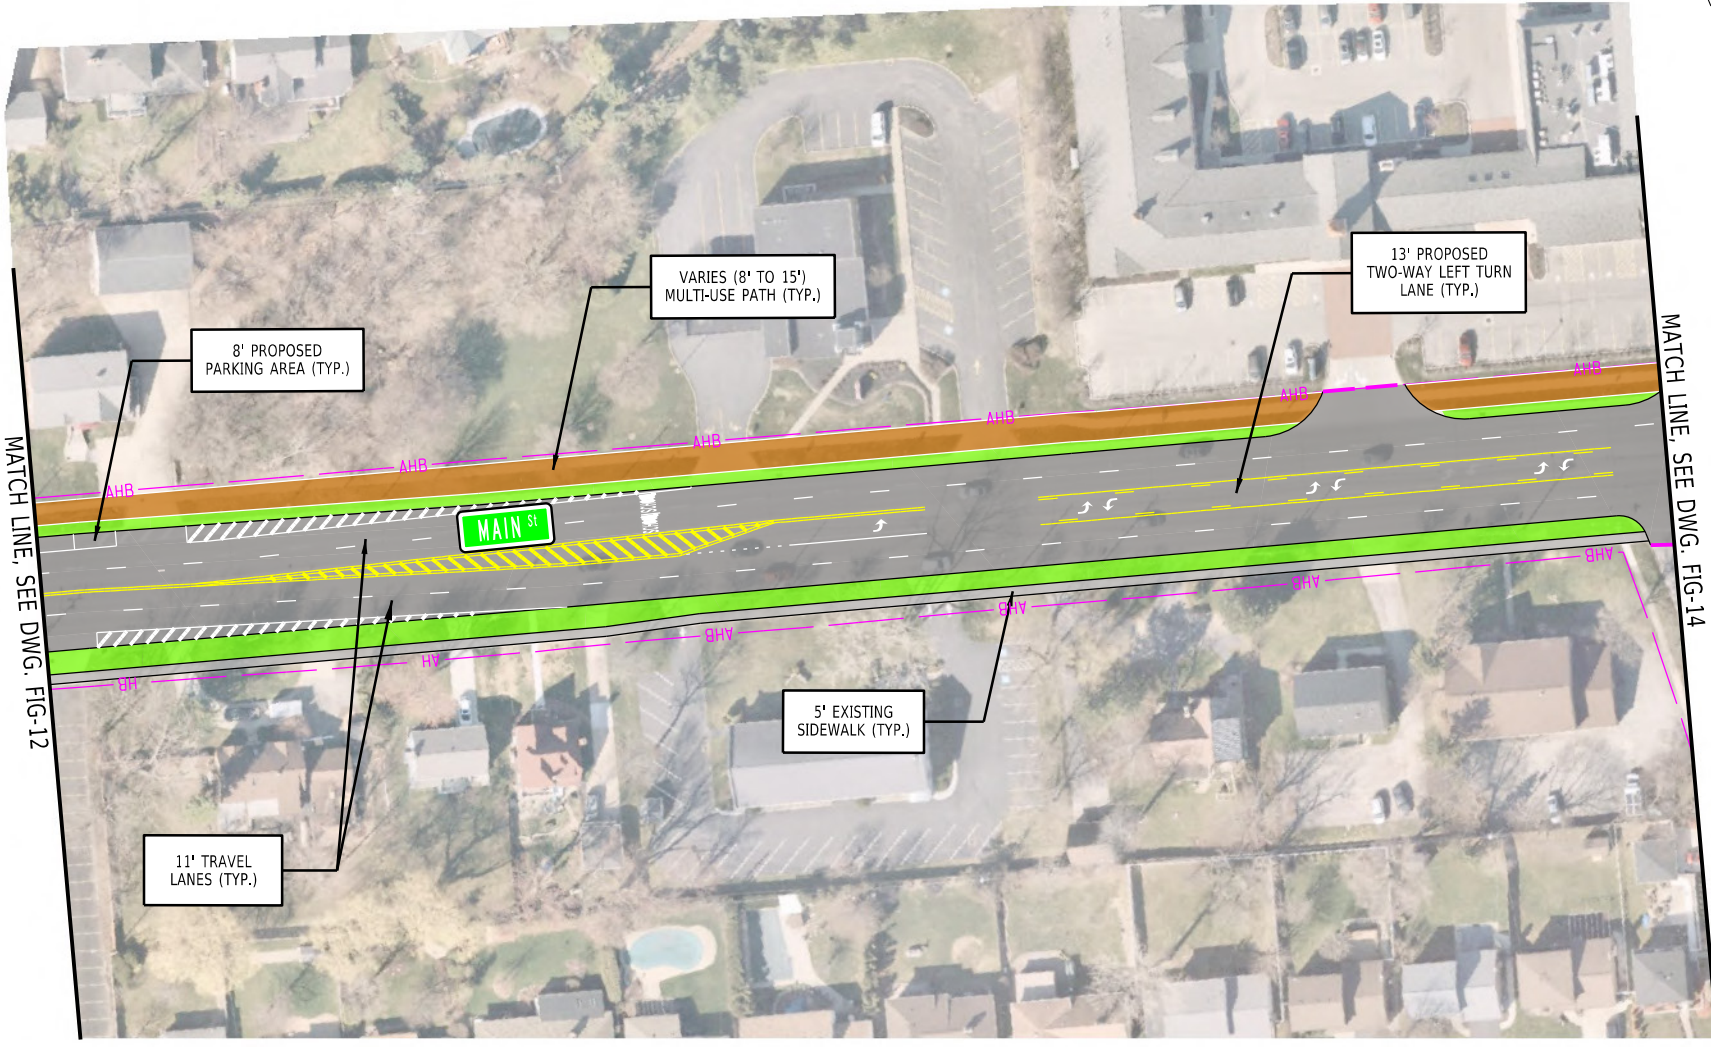 VARIES (8' TO 15')
MULTI-USE PATH (TYP.)
13' PROPOSED
TWO-WAY LEFT TURN
LANE (TYP.)
8' PROPOSED
PARKING AREA (TYP.)
MATCH LINE, SEE DWG. FIG-12
MATCH LINE, SEE DWG. FIG-14
AHB
AHB
AHB
AHB
AHB
AHB
MAIN St
HB
AH
AHB
AHB
AHB
AHB
5' EXISTING
SIDEWALK (TYP.)
11' TRAVEL
LANES (TYP.)